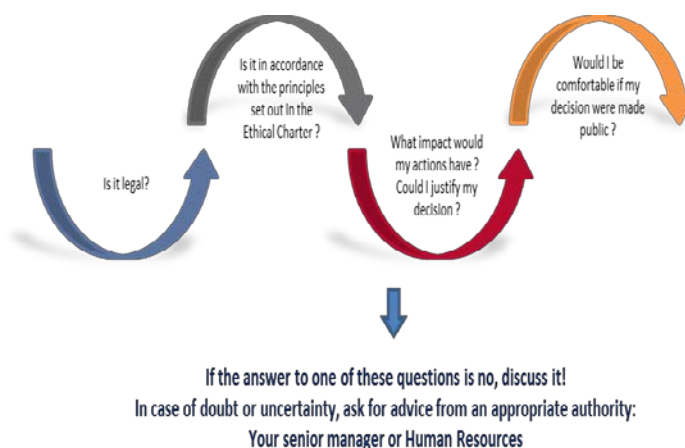 Is it legal?
Is it in accordance
with the principles
set out in the
Ethical Charter ?
What impact would
my actions have ?
Could I justify my
decision ?
Would I be
comfortable if my
decision were made
public ?
If the answer to one of these questions is no, discuss it!
In case of doubt or uncertainty, ask for advice from an appropriate authority:
Your senior manager or Human Resources